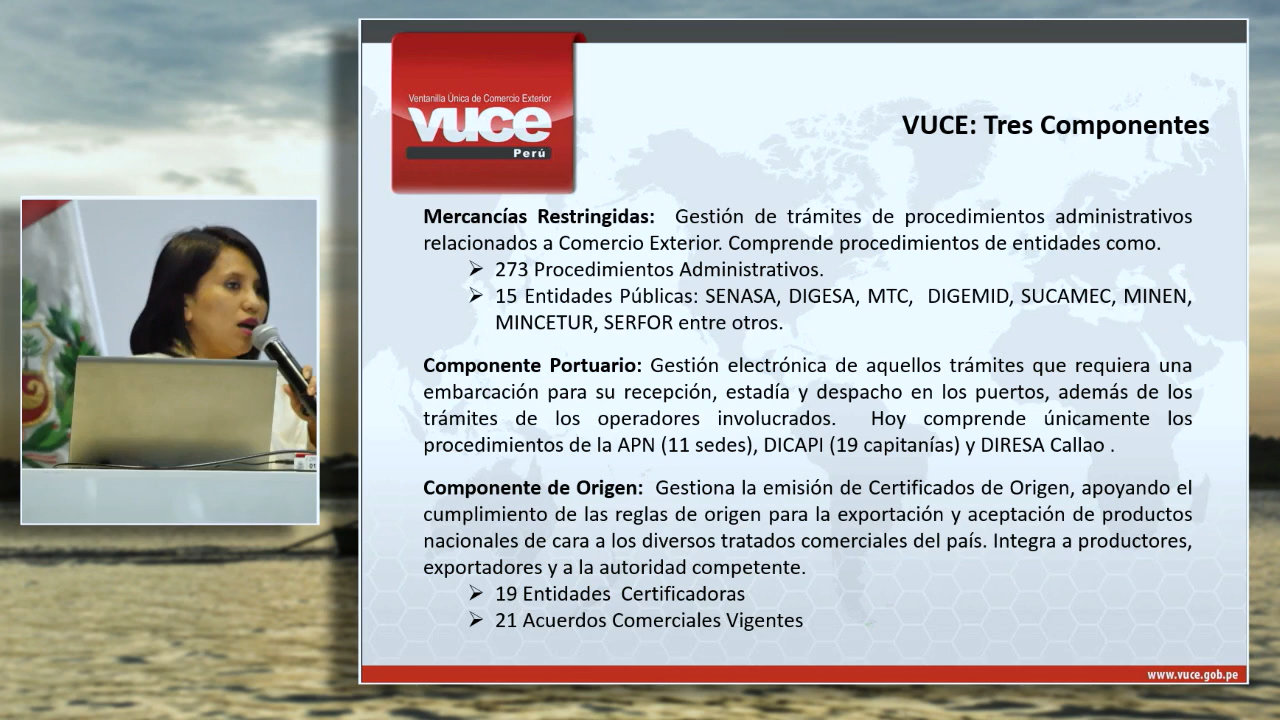 Ventanilla Única de Comercio Exterior
vuce
Perú
VUCE: Tres Componentes
Mercancías Restringidas: Gestión de trámites de procedimientos administrativos
relacionados a Comercio Exterior. Comprende procedimientos de entidades como.
➢ 273 Procedimientos Administrativos.
➢ 15 Entidades Públicas: SENASA, DIGESA, MTC, DIGEMID, SUCAMEC, MINEN,
MINCETUR, SERFOR entre otros.
Componente Portuario: Gestión electrónica de aquellos trámites que requiera una
embarcación para su recepción, estadía y despacho en los puertos, además de los
trámites de los operadores involucrados. Hoy comprende únicamente los
procedimientos de la APN (11 sedes), DICAPI (19 capitanías) y DIRESA Callao .
Componente de Origen: Gestiona la emisión de Certificados de Origen, apoyando el
cumplimiento de las reglas de origen para la exportación y aceptación de productos
nacionales de cara a los diversos tratados comerciales del país. Integra a productores,
exportadores y a la autoridad competente.
➢ 19 Entidades Certificadoras
➢ 21 Acuerdos Comerciales Vigentes
www.vuce.gob.pe